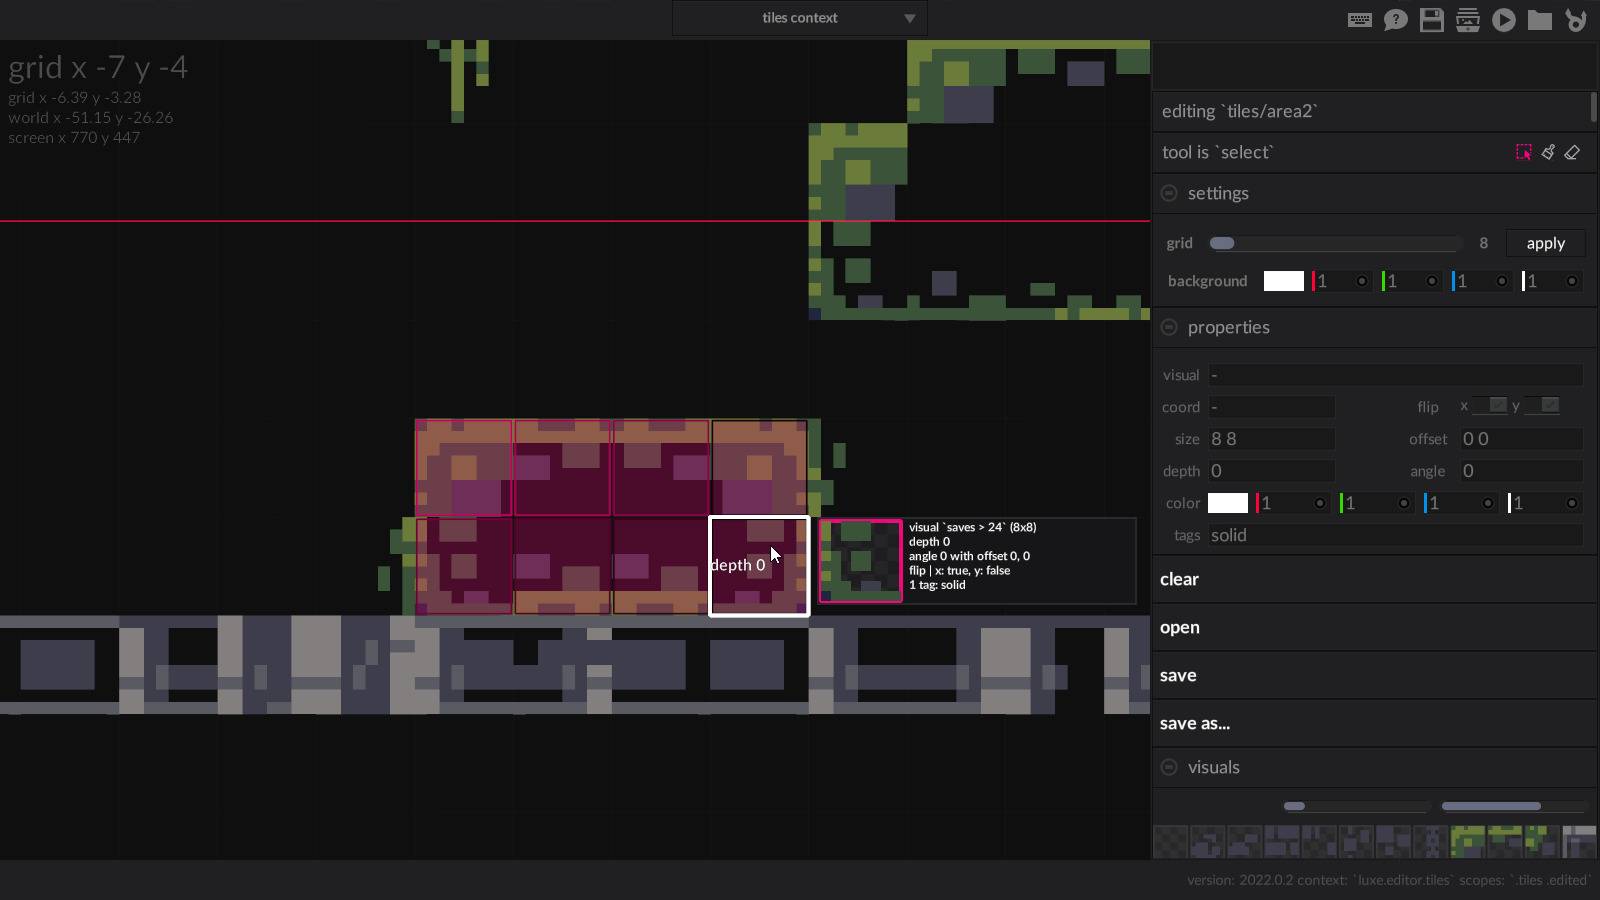 tiles context
grid x -7 y -4
grid x -6.39 y -3.28
world x -51.15 y -26.26
screen x 770 y 447
editing `tiles/area2`
tool is `select`
settings
grid 8 apply
background 1 1 1 1
properties
visual -
coord - flip x y
size 8 8 offset 0 0
depth 0 angle 0
color 1 1 1 1
tags solid
depth 0
visual `saves > 24` (8x8)
depth 0
angle 0 with offset 0, 0
flip | x: true, y: false
1 tag: solid
clear
open
save
save as...
visuals
version: 2022.0.2 context: `luxe.editor.tiles` scopes: `.tiles .edited`